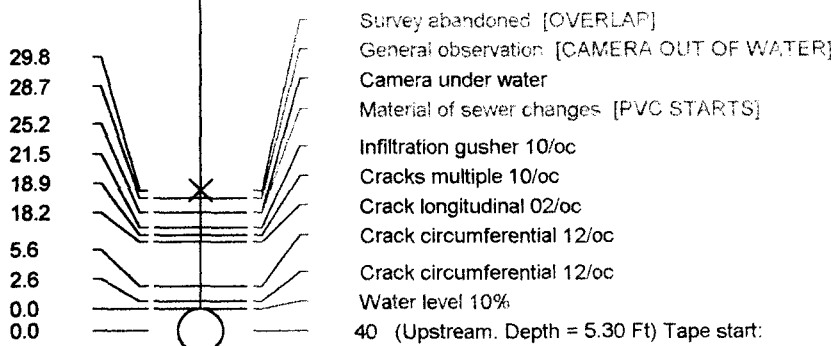 Survey abandoned [OVERLAP]
General observation [CAMERA OUT OF WATER]
29.8
Camera under water
28.7
Material of sewer changes [PVC STARTS]
25.2
Infiltration gusher 10/oc
21.5
Cracks multiple 10/oc
18.9
Crack longitudinal 02/oc
18.2
Crack circumferential 12/oc
5.6
Crack circumferential 12/oc
2.6
Water level 10%
0.0
40 (Upstream. Depth = 5.30 Ft) Tape start:
0.0